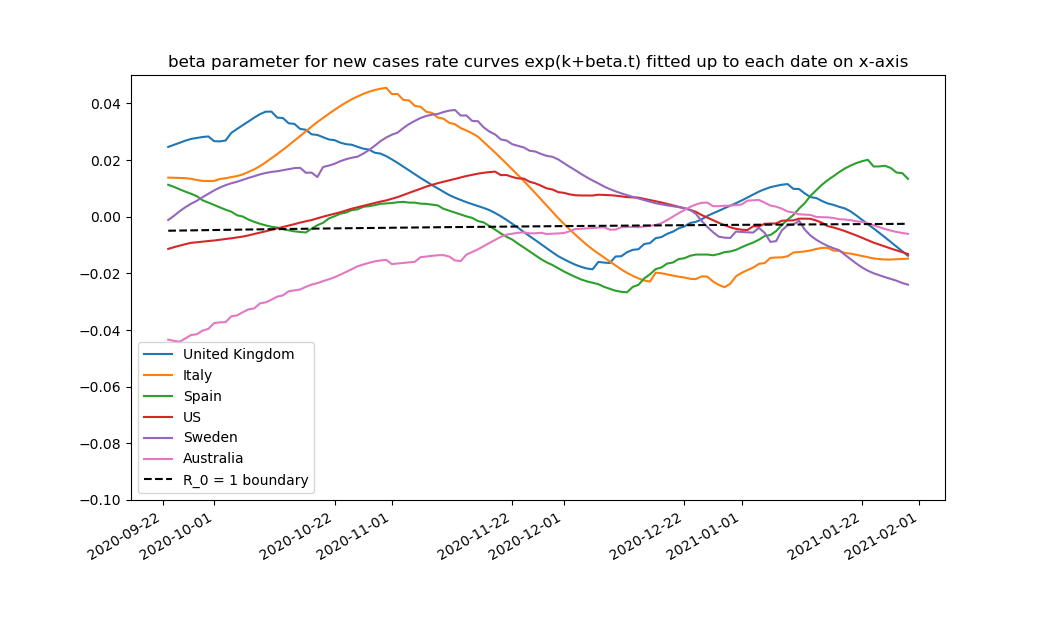 beta parameter for new cases rate curves exp(k+beta.t) fitted up to each date on x-axis
0.04
0.02
0.00
−0.02
−0.04
−0.06
−0.08
−0.10
United Kingdom
Italy
Spain
US
Sweden
Australia
R_0 = 1 boundary
2020-09-22
2020-10-01
2020-10-22
2020-11-01
2020-11-22
2020-12-01
2020-12-22
2021-01-01
2021-01-22
2021-02-01